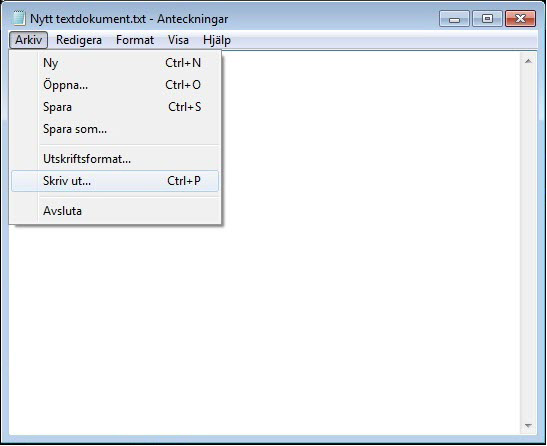 Nytt textdokument.txt - Anteckningar
Arkiv Redigera Format Visa Hjälp
Ny Ctrl+N
Öppna... Ctrl+O
Spara Ctrl+S
Spara som...
Utskriftsformat...
Skriv ut... Ctrl+P
Avsluta